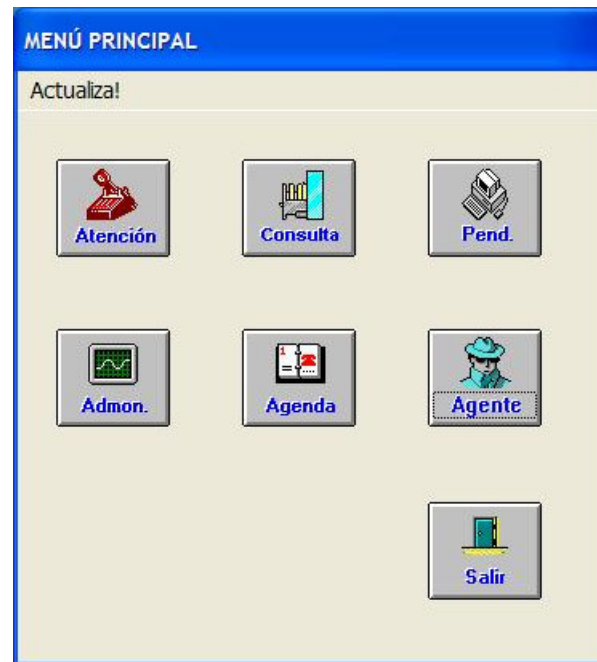 MENÚ PRINCIPAL
Actualiza!
Atención
Consulta
Pend.
Admon.
Agenda
Agente
Salir